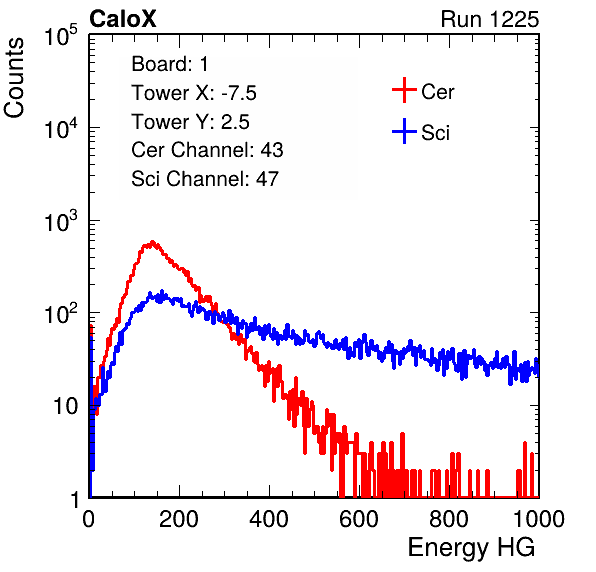 CaloX Run 1225
Counts
10^5
10^4
10^3
10^2
10
1
Board: 1
Tower X: -7.5
Tower Y: 2.5
Cer Channel: 43
Sci Channel: 47
Cer
Sci
0 200 400 600 800 1000
Energy HG